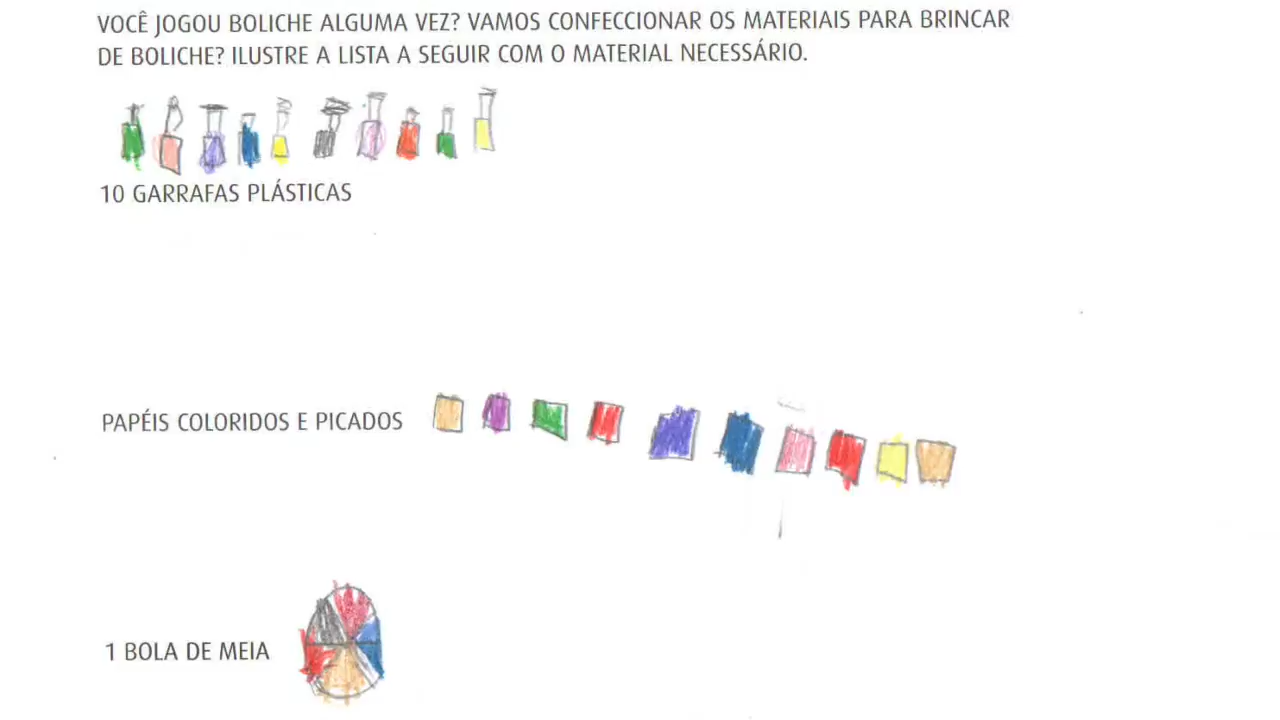 VOCÊ JOGOU BOLICHE ALGUMA VEZ? VAMOS CONFECCIONAR OS MATERIAIS PARA BRINCAR
DE BOLICHE? ILUSTRE A LISTA A SEGUIR COM O MATERIAL NECESSÁRIO.
10 GARRAFAS PLÁSTICAS
PAPÉIS COLORIDOS E PICADOS
1 BOLA DE MEIA